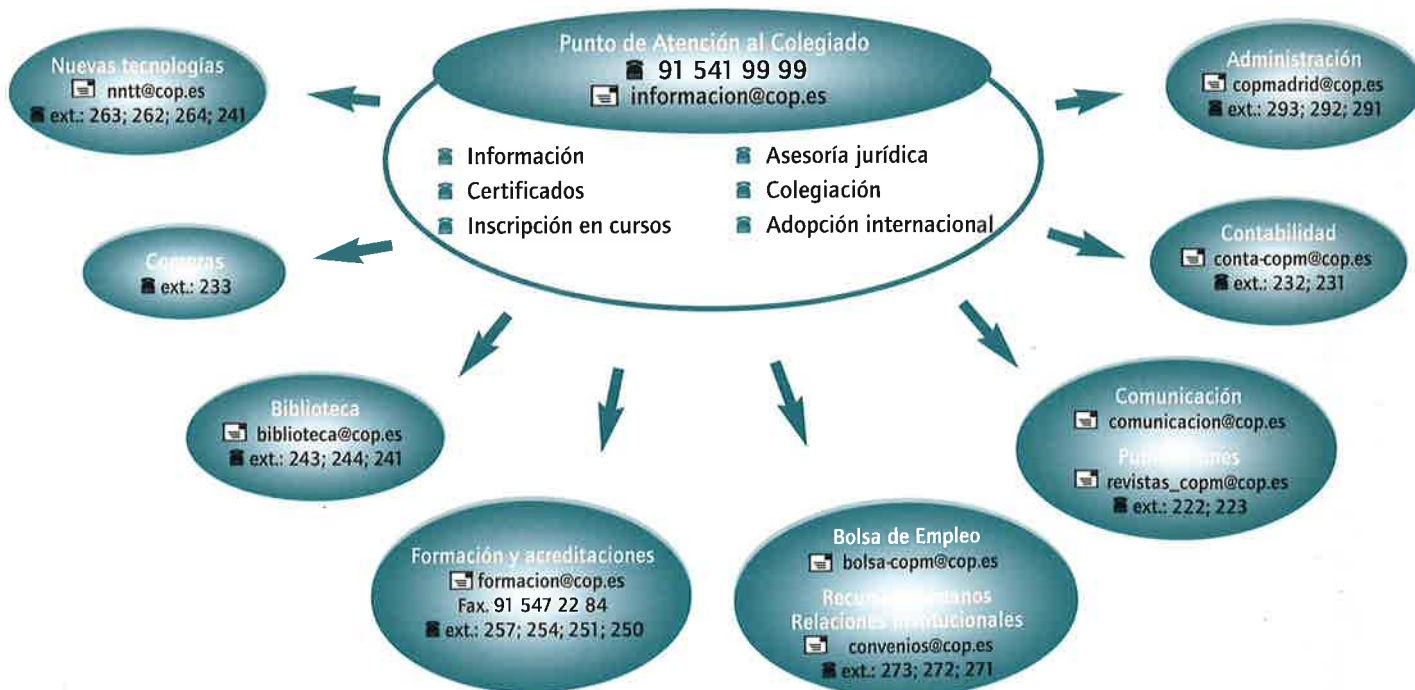 Punto de Atención al Colegiado
91 541 99 99
informacion@cop.es
Información
Certificados
Inscripción en cursos
Asesoría jurídica
Colegiación
Adopción internacional
Nuevas tecnologías
nntt@cop.es
ext.: 263; 262; 264; 241
Administración
copmadrid@cop.es
ext.: 293; 292; 291
Compras
ext.: 233
Contabilidad
conta-copm@cop.es
ext.: 232; 231
Biblioteca
biblioteca@cop.es
ext.: 243; 244; 241
Comunicación
comunicacion@cop.es
Publicaciones
revistas_copm@cop.es
ext.: 222; 223
Formación y acreditaciones
formacion@cop.es
Fax. 91 547 22 84
ext.: 257; 254; 251; 250
Bolsa de Empleo
bolsa-copm@cop.es
Recursos Humanos
Relaciones Institucionales
convenios@cop.es
ext.: 273; 272; 271